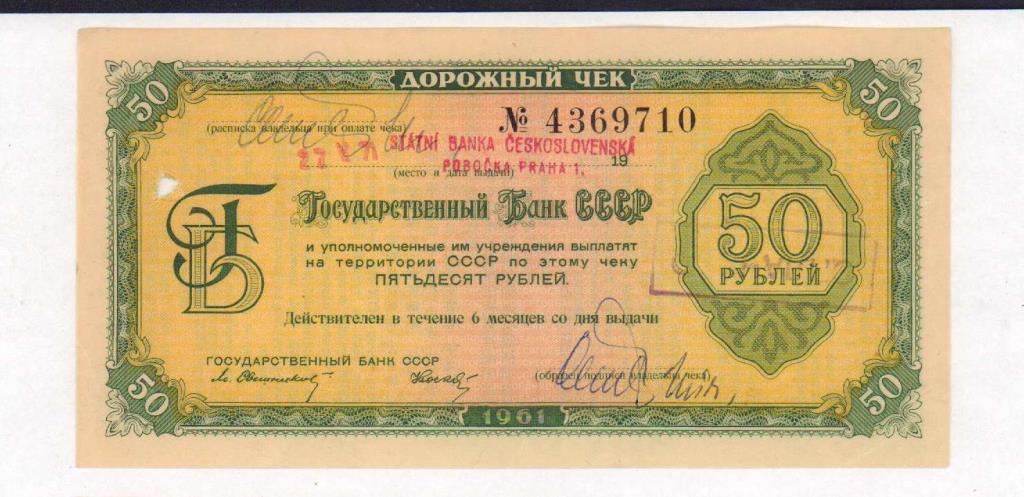 50 ДОРОЖНЫЙ ЧЕК 50
№ 4369710
(расписка владельца при оплате чека)
STÁTNÍ BANKA ČESKOSLOVENSKÁ
19
POBOČKA PRAHA 1.
(место и дата выдачи)
ГБ
Государственный Банк СССР
и уполномоченные им учреждения выплатят
на территории СССР по этому чеку
ПЯТЬДЕСЯТ РУБЛЕЙ.
50
РУБЛЕЙ
Действителен в течение 6 месяцев со дня выдачи
ГОСУДАРСТВЕННЫЙ БАНК СССР
(образец подписи владельца чека)
50 1961 50